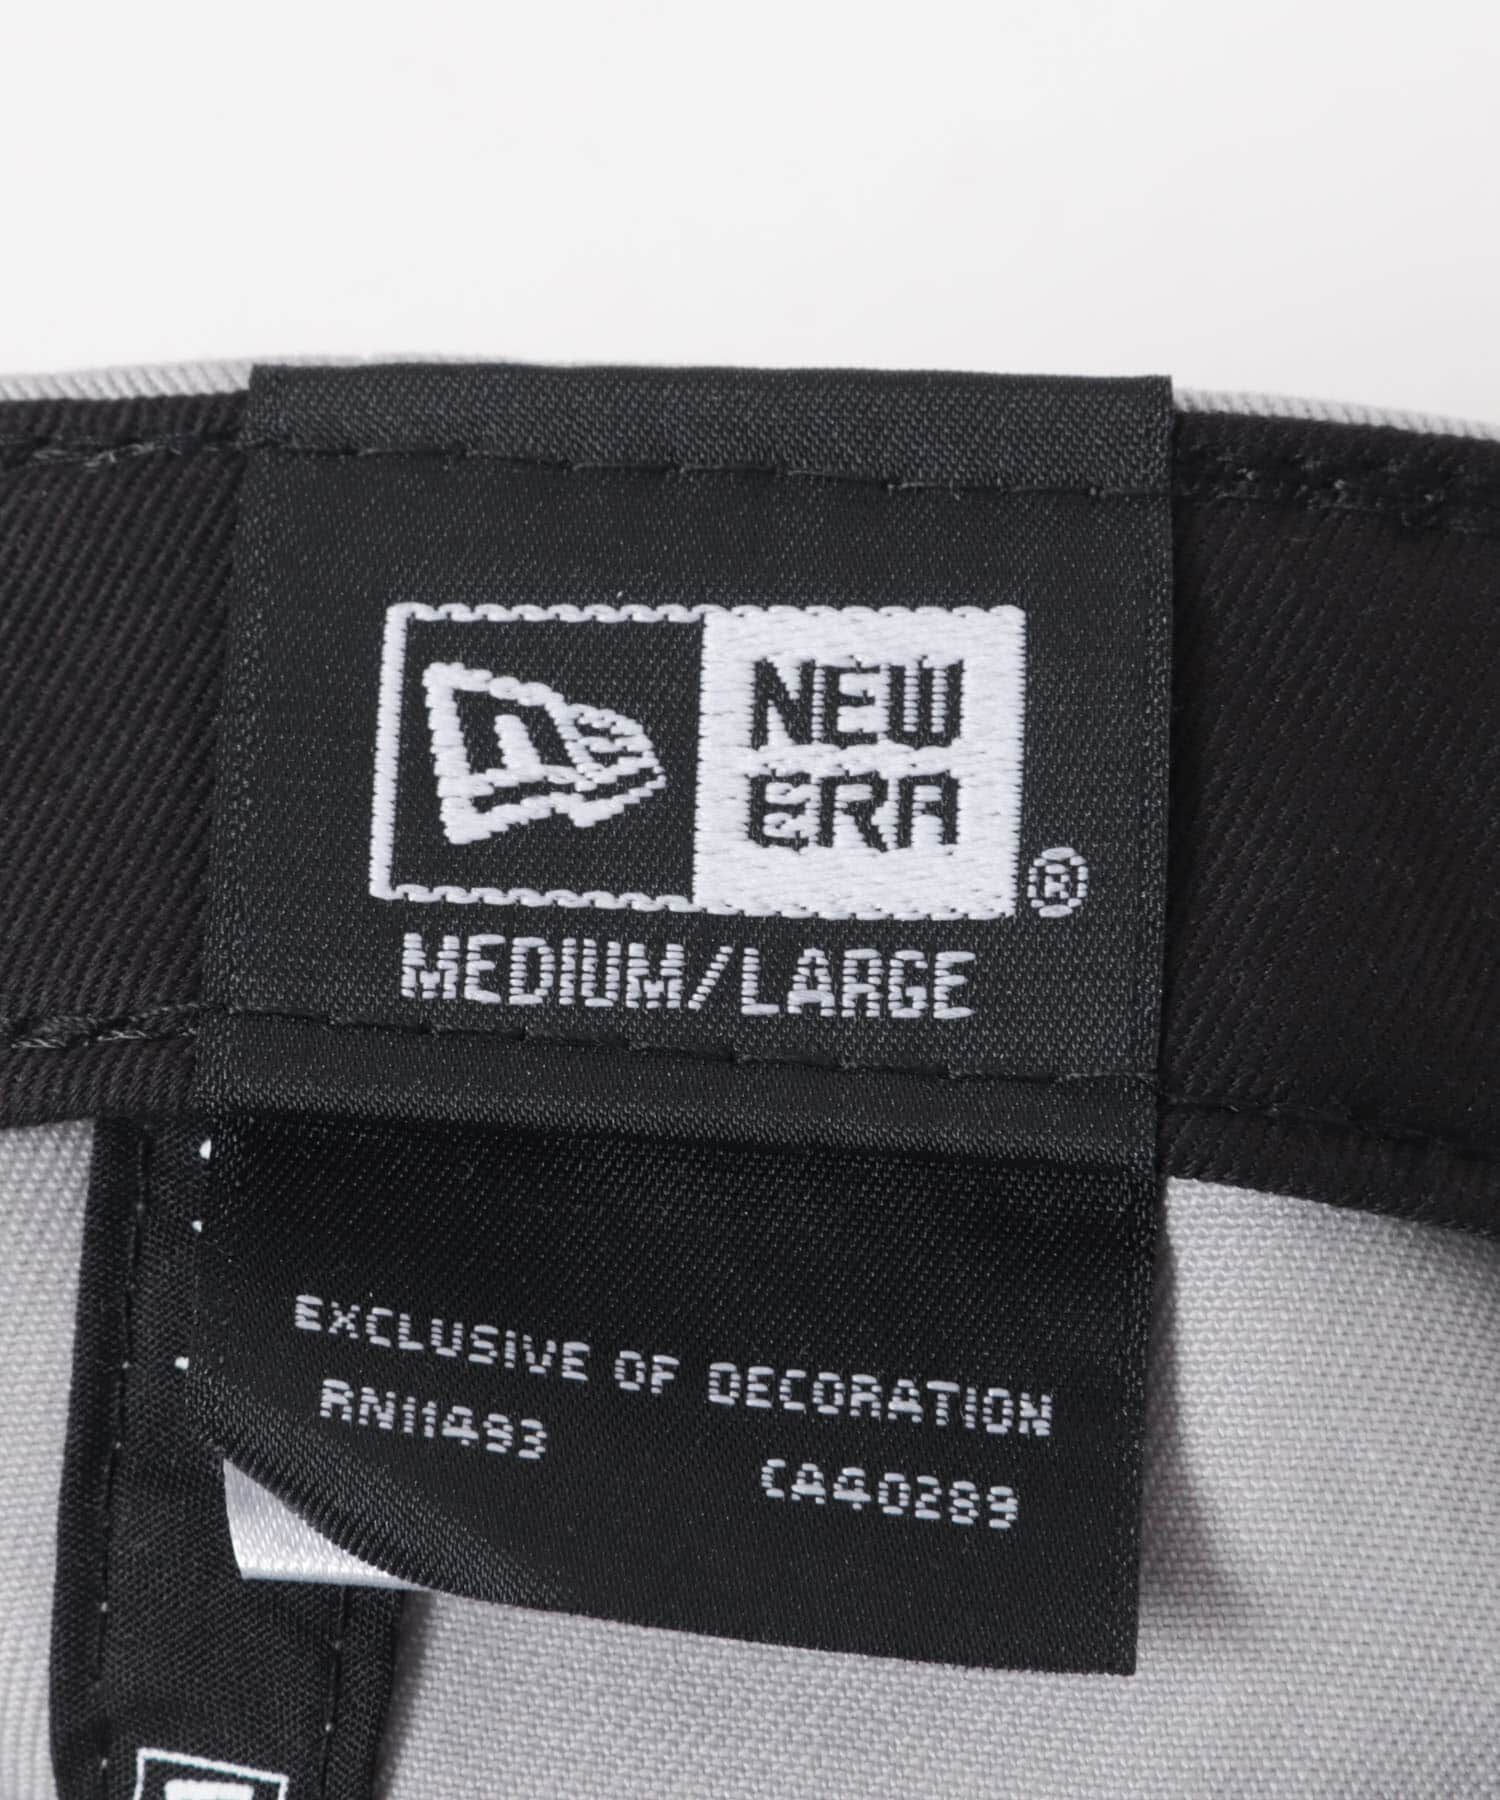 NEW
ERA
®
MEDIUM/LARGE
EXCLUSIVE OF DECORATION
RN11493
CA40289